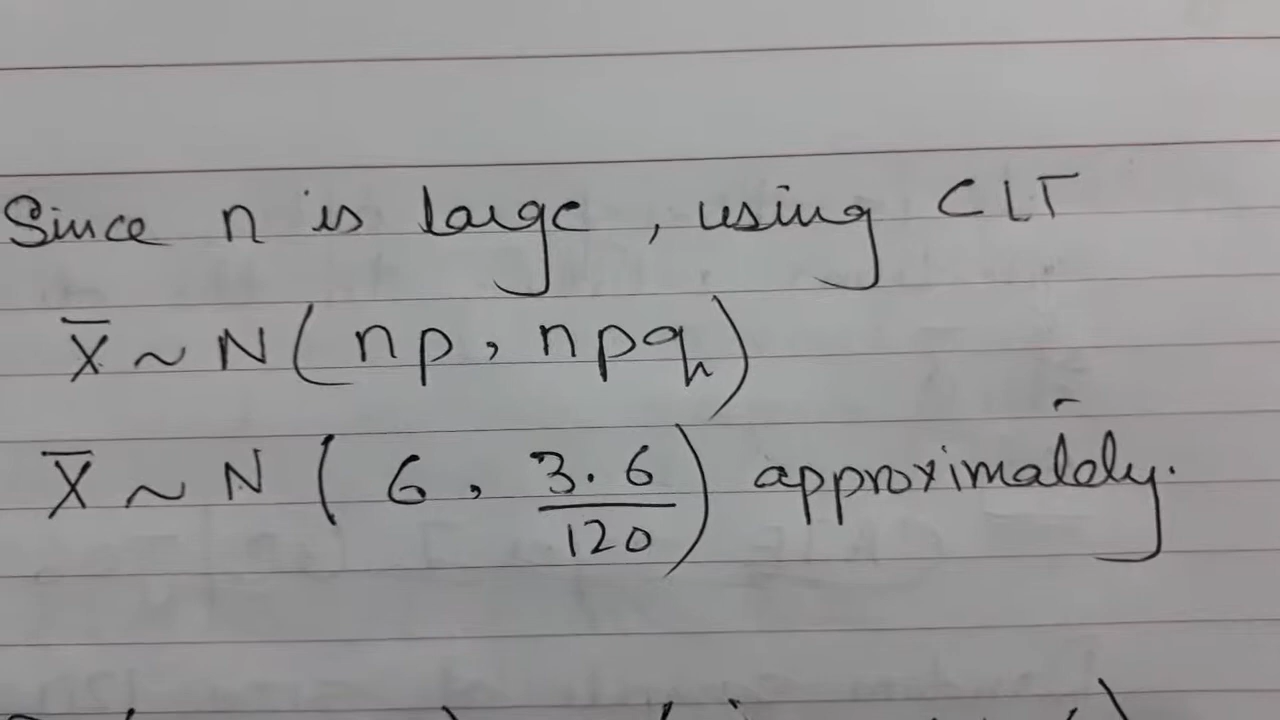 Since n is large, using CLT
X̄ ~ N(np, npq)
X̄ ~ N(6, 3.6/120) approximately.